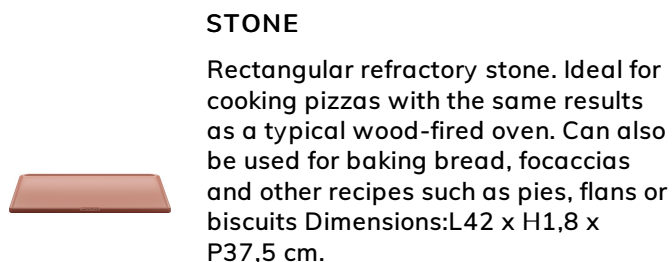 STONE
Rectangular refractory stone. Ideal for
cooking pizzas with the same results
as a typical wood-fired oven. Can also
be used for baking bread, focaccias
and other recipes such as pies, flans or
biscuits Dimensions:L42 x H1,8 x
P37,5 cm.